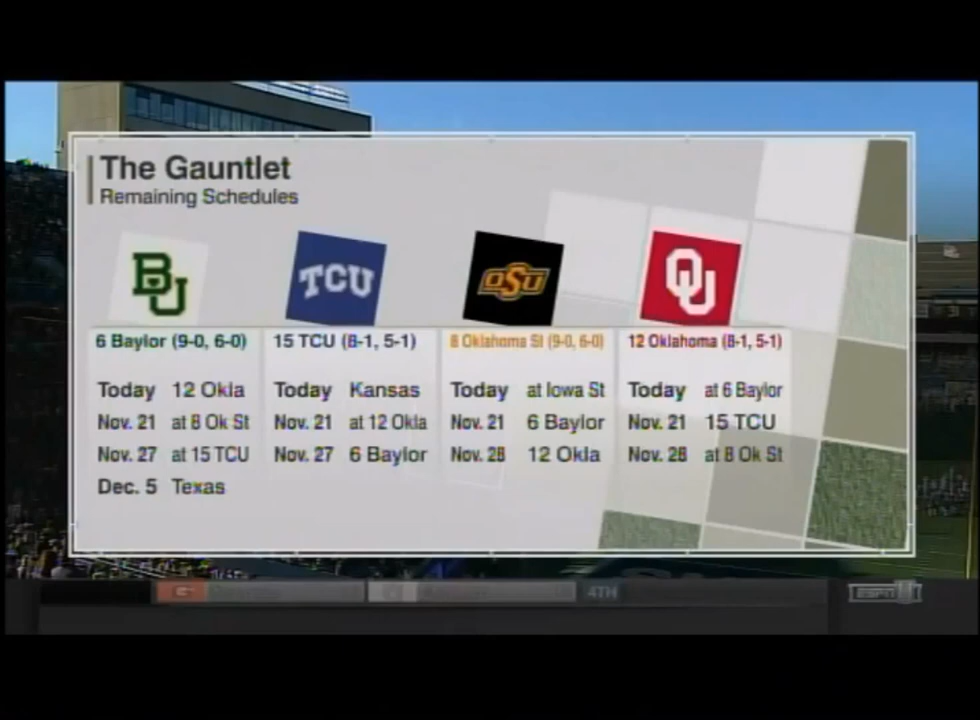 The Gauntlet
Remaining Schedules
BU
TCU
OSU
OU
6 Baylor (9-0, 6-0)
Today 12 Okla
Nov. 21 at 8 Ok St
Nov. 27 at 15 TCU
Dec. 5 Texas
15 TCU (8-1, 5-1)
Today Kansas
Nov. 21 at 12 Okla
Nov. 27 6 Baylor
8 Oklahoma St (9-0, 6-0)
Today at Iowa St
Nov. 21 6 Baylor
Nov. 28 12 Okla
12 Oklahoma (8-1, 5-1)
Today at 6 Baylor
Nov. 21 15 TCU
Nov. 28 at 8 Ok St
4TH
ESPNU